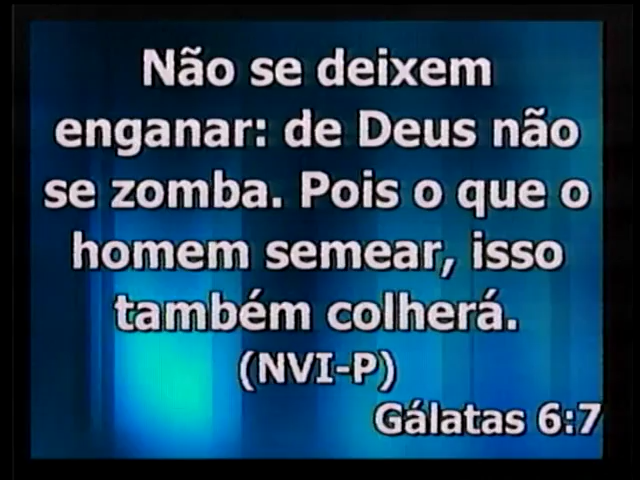 Não se deixem
enganar: de Deus não
se zomba. Pois o que o
homem semear, isso
também colherá.
(NVI-P)
Gálatas 6:7